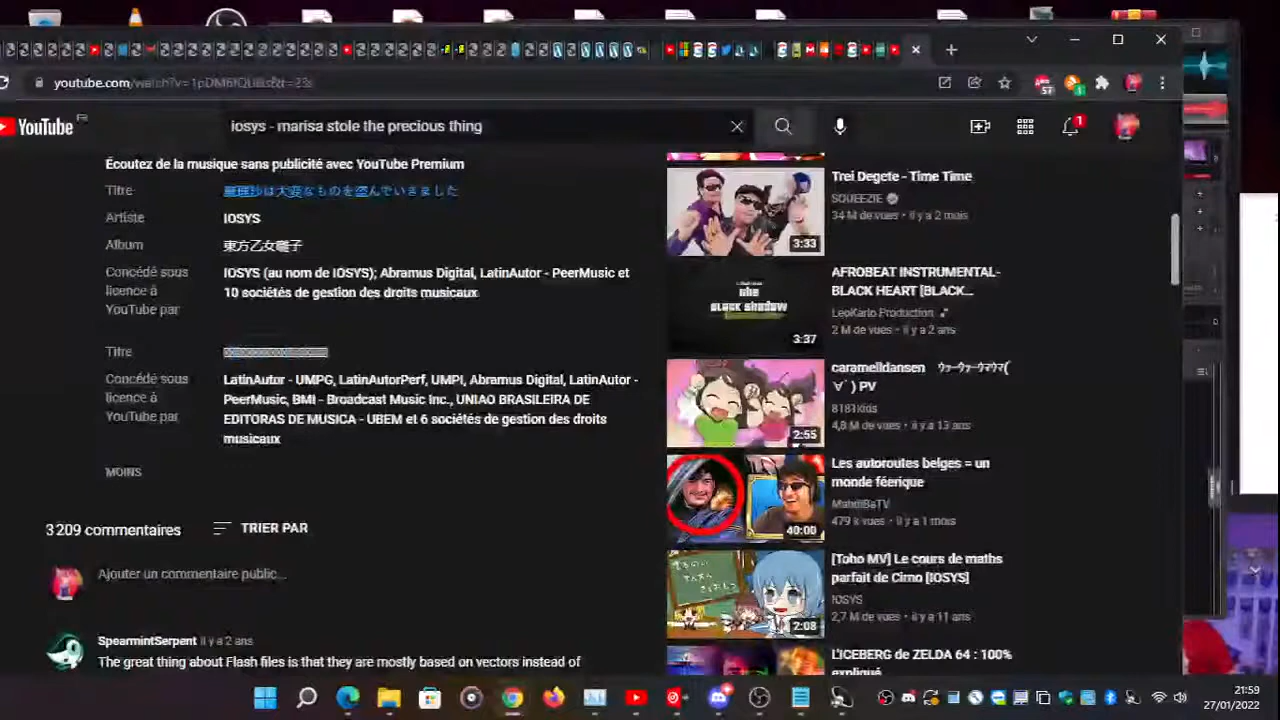 youtube.com
YouTube
FR
iosys - marisa stole the precious thing
1
57
1
Écoutez de la musique sans publicité avec YouTube Premium
Titre
魔理沙は大変なものを盗んでいきました
Artiste
IOSYS
Album
東方乙女囃子
Concédé sous
licence à
YouTube par
IOSYS (au nom de IOSYS); Abramus Digital, LatinAutor - PeerMusic et
10 sociétés de gestion des droits musicaux
Titre
Concédé sous
licence à
YouTube par
LatinAutor - UMPG, LatinAutorPerf, UMPI, Abramus Digital, LatinAutor -
PeerMusic, BMI - Broadcast Music Inc., UNIAO BRASILEIRA DE
EDITORAS DE MUSICA - UBEM et 6 sociétés de gestion des droits
musicaux
MOINS
3 209 commentaires
TRIER PAR
Ajouter un commentaire public...
SpearmintSerpent il y a 2 ans
The great thing about Flash files is that they are mostly based on vectors instead of
Trei Degete - Time Time
SQUEEZIE
34 M de vues • il y a 2 mois
3:33
AFROBEAT INSTRUMENTAL-
BLACK HEART [BLACK...
LeoKarlo Production
2 M de vues • il y a 2 ans
black shadow
3:37
caramelldansen ウッーウッーウマウマ(
∀ﾟ) PV
8181kids
4,8 M de vues • il y a 13 ans
2:55
Les autoroutes belges = un
monde féerique
479 k vues • il y a 1 mois
40:00
[Toho MV] Le cours de maths
parfait de Cirno [IOSYS]
IOSYS
2,7 M de vues • il y a 11 ans
2:08
L'ICEBERG de ZELDA 64 : 100%
expliqué
21:59
27/01/2022